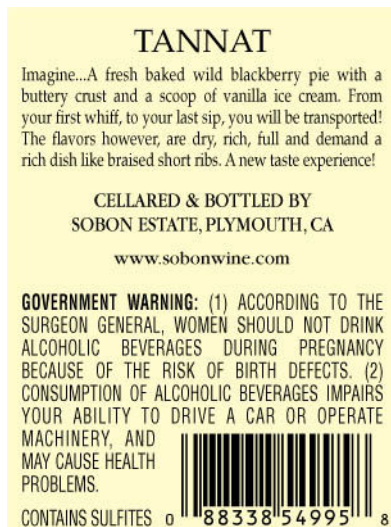 TANNAT
Imagine...A fresh baked wild blackberry pie with a
buttery crust and a scoop of vanilla ice cream. From
your first whiff, to your last sip, you will be transported!
The flavors however, are dry, rich, full and demand a
rich dish like braised short ribs. A new taste experience!
CELLARED & BOTTLED BY
SOBON ESTATE, PLYMOUTH, CA
www.sobonwine.com
GOVERNMENT WARNING: (1) ACCORDING TO THE
SURGEON GENERAL, WOMEN SHOULD NOT DRINK
ALCOHOLIC BEVERAGES DURING PREGNANCY
BECAUSE OF THE RISK OF BIRTH DEFECTS. (2)
CONSUMPTION OF ALCOHOLIC BEVERAGES IMPAIRS
YOUR ABILITY TO DRIVE A CAR OR OPERATE
MACHINERY, AND
MAY CAUSE HEALTH
PROBLEMS.
CONTAINS SULFITES 0 88338 54995 8